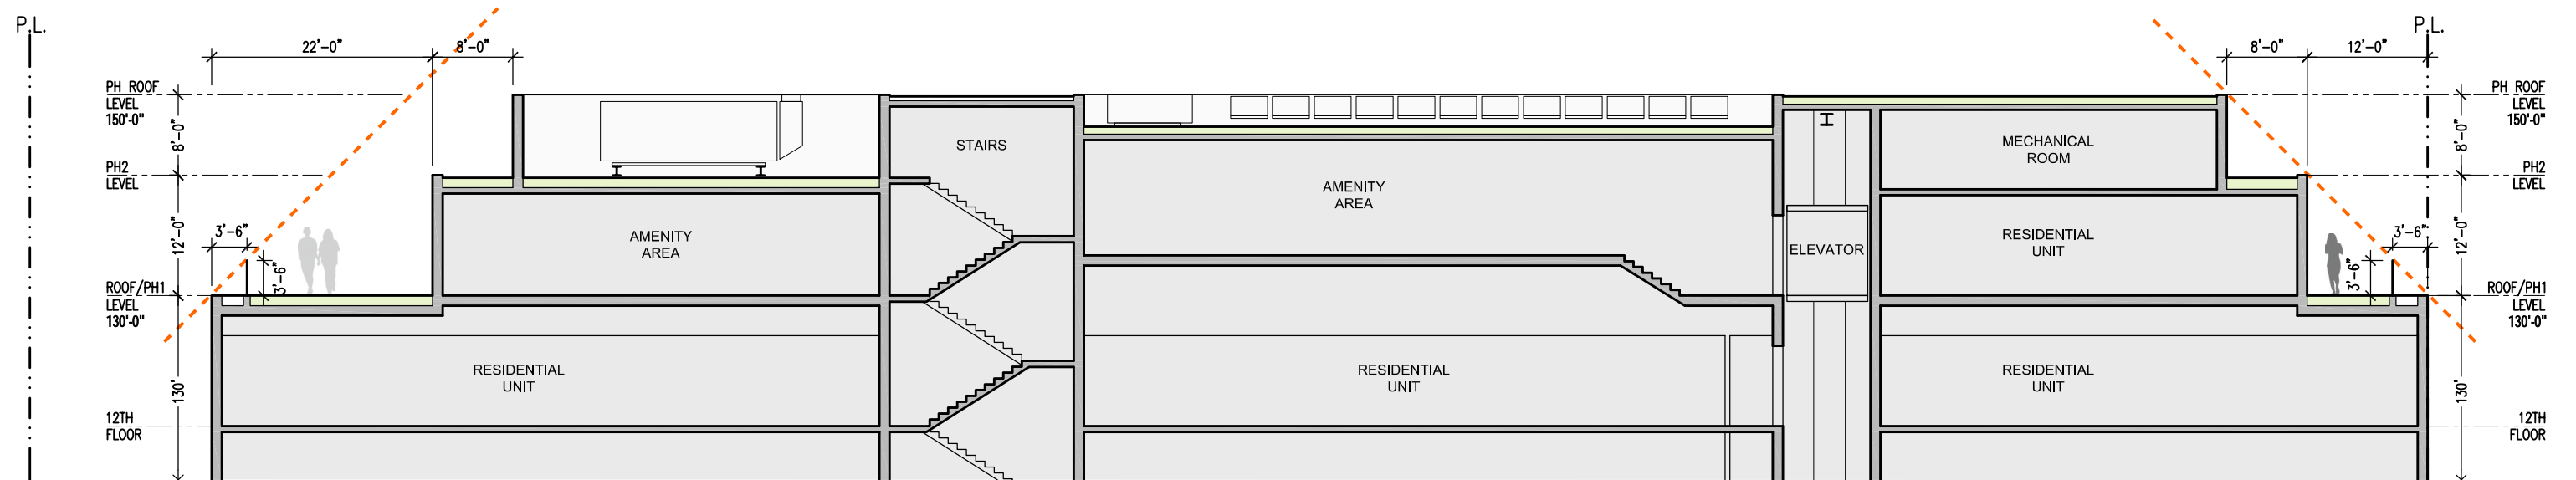 P.L.
P.L.
22'-0"
8'-0"
8'-0"
12'-0"
PH ROOF
LEVEL
150'-0"
8'-0"
PH2
LEVEL
12'-0"
3'-6"
3'-6"
ROOF/PH1
LEVEL
130'-0"
130'
12TH
FLOOR
STAIRS
AMENITY
AREA
AMENITY
AREA
ELEVATOR
MECHANICAL
ROOM
RESIDENTIAL
UNIT
RESIDENTIAL
UNIT
RESIDENTIAL
UNIT
RESIDENTIAL
UNIT
PH ROOF
LEVEL
150'-0"
8'-0"
PH2
LEVEL
12'-0"
3'-6"
3'-6"
ROOF/PH1
LEVEL
130'-0"
130'
12TH
FLOOR